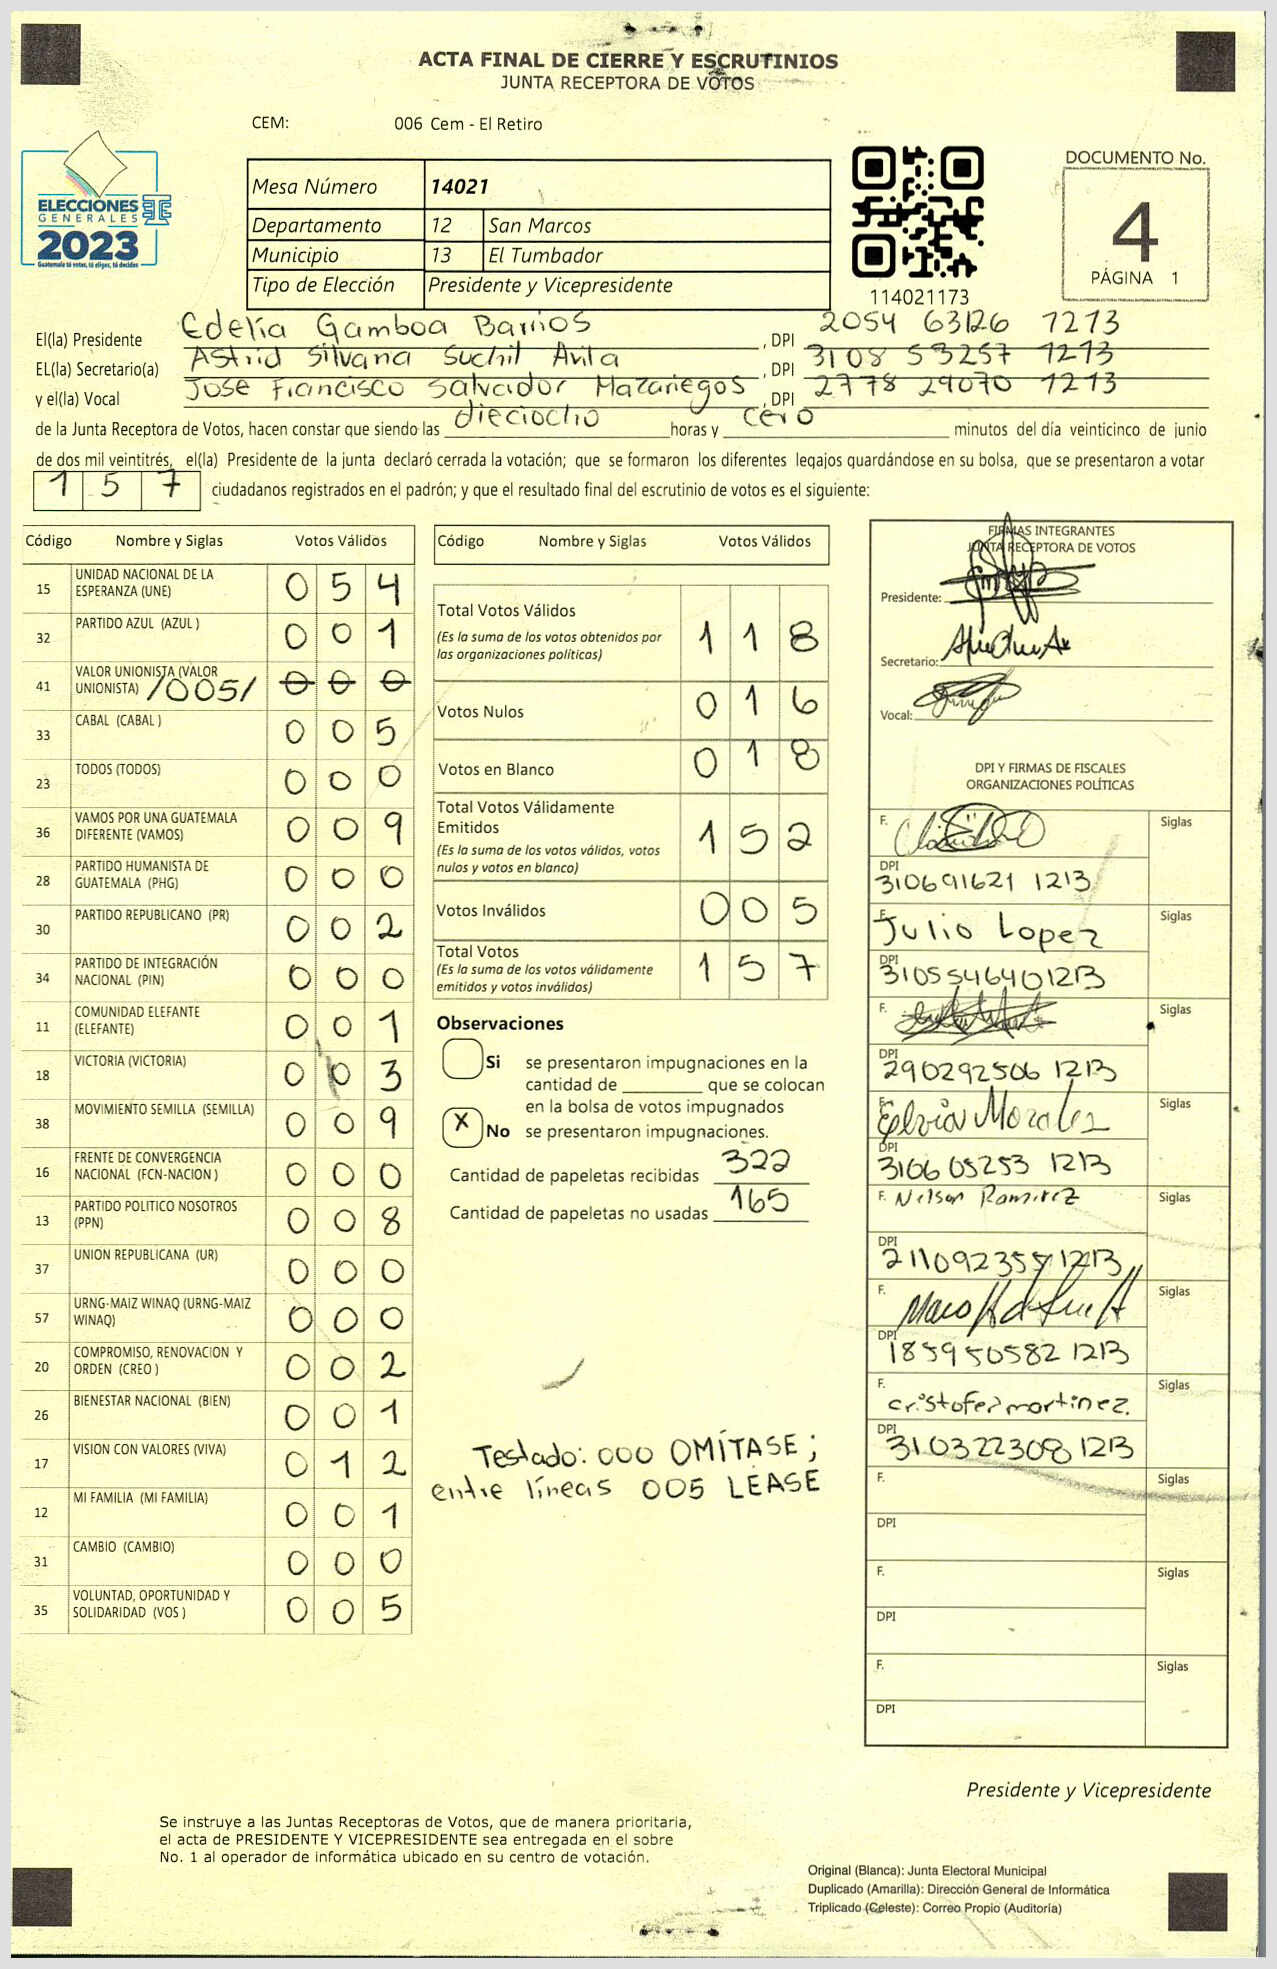 ACTA FINAL DE CIERRE Y ESCRUTINIOS
JUNTA RECEPTORA DE VOTOS
CEM: 006 Cem - El Retiro
ELECCIONES
GENERALES
2023
Guatemala tú votas, tú eliges, tú decides
Mesa Número 14021
Departamento 12 San Marcos
Municipio 13 El Tumbador
Tipo de Elección Presidente y Vicepresidente
114021173
DOCUMENTO No.
4
PÁGINA 1
El(la) Presidente Edelia Gamboa Barrios , DPI 2054 63126 1213
EL(la) Secretario(a) Astrid Silvana Suchil Avila , DPI 3108 53257 1213
y el(la) Vocal Jose Francisco Salvador Mazariegos , DPI 2778 29070 1213
de la Junta Receptora de Votos, hacen constar que siendo las dieciocho horas y cero minutos del día veinticinco de junio
de dos mil veintitrés, el(la) Presidente de la junta declaró cerrada la votación; que se formaron los diferentes legajos quardándose en su bolsa, que se presentaron a votar
1 5 7 ciudadanos registrados en el padrón; y que el resultado final del escrutinio de votos es el siguiente:
Código Nombre y Siglas Votos Válidos
15 UNIDAD NACIONAL DE LA ESPERANZA (UNE) 0 5 4
32 PARTIDO AZUL (AZUL ) 0 0 1
41 VALOR UNIONISTA (VALOR UNIONISTA) /005/ 0 0 0
33 CABAL (CABAL ) 0 0 5
23 TODOS (TODOS) 0 0 0
36 VAMOS POR UNA GUATEMALA DIFERENTE (VAMOS) 0 0 9
28 PARTIDO HUMANISTA DE GUATEMALA (PHG) 0 0 0
30 PARTIDO REPUBLICANO (PR) 0 0 2
34 PARTIDO DE INTEGRACIÓN NACIONAL (PIN) 0 0 0
11 COMUNIDAD ELEFANTE (ELEFANTE) 0 0 1
18 VICTORIA (VICTORIA) 0 0 3
38 MOVIMIENTO SEMILLA (SEMILLA) 0 0 9
16 FRENTE DE CONVERGENCIA NACIONAL (FCN-NACION ) 0 0 0
13 PARTIDO POLITICO NOSOTROS (PPN) 0 0 8
37 UNION REPUBLICANA (UR) 0 0 0
57 URNG-MAIZ WINAQ (URNG-MAIZ WINAQ) 0 0 0
20 COMPROMISO, RENOVACION Y ORDEN (CREO ) 0 0 2
26 BIENESTAR NACIONAL (BIEN) 0 0 1
17 VISION CON VALORES (VIVA) 0 1 2
12 MI FAMILIA (MI FAMILIA) 0 0 1
31 CAMBIO (CAMBIO) 0 0 0
35 VOLUNTAD, OPORTUNIDAD Y SOLIDARIDAD (VOS ) 0 0 5
Código Nombre y Siglas Votos Válidos
Total Votos Válidos 1 1 8
(Es la suma de los votos obtenidos por
las organizaciones políticas)
Votos Nulos 0 1 6
Votos en Blanco 0 1 8
Total Votos Válidamente
Emitidos 1 5 2
(Es la suma de los votos válidos, votos
nulos y votos en blanco)
Votos Inválidos 0 0 5
Total Votos 1 5 7
(Es la suma de los votos válidamente
emitidos y votos inválidos)
Observaciones
Si se presentaron impugnaciones en la
cantidad de ________ que se colocan
en la bolsa de votos impugnados
X No se presentaron impugnaciones.
Cantidad de papeletas recibidas 322
Cantidad de papeletas no usadas 165
Testado: 000 OMÍTASE;
entre líneas 005 LÉASE
FIRMAS INTEGRANTES
JUNTA RECEPTORA DE VOTOS
Presidente:
Secretario:
Vocal:
DPI Y FIRMAS DE FISCALES
ORGANIZACIONES POLÍTICAS
F. Siglas
DPI
310691621 1213
F. Julio Lopez Siglas
DPI
3105546401213
F. Siglas
DPI
290292506 1213
F. Elvia Morales Siglas
DPI
310605253 1213
F. Nelson Ramirez Siglas
DPI
211092355 1213
F. Siglas
DPI
185950582 1213
F. cristofer martinez. Siglas
DPI
310322308 1213
F. Siglas
DPI
F. Siglas
DPI
F. Siglas
DPI
Presidente y Vicepresidente
Se instruye a las Juntas Receptoras de Votos, que de manera prioritaria,
el acta de PRESIDENTE Y VICEPRESIDENTE sea entregada en el sobre
No. 1 al operador de informática ubicado en su centro de votación.
Original (Blanca): Junta Electoral Municipal
Duplicado (Amarilla): Dirección General de Informática
Triplicado (Celeste): Correo Propio (Auditoría)